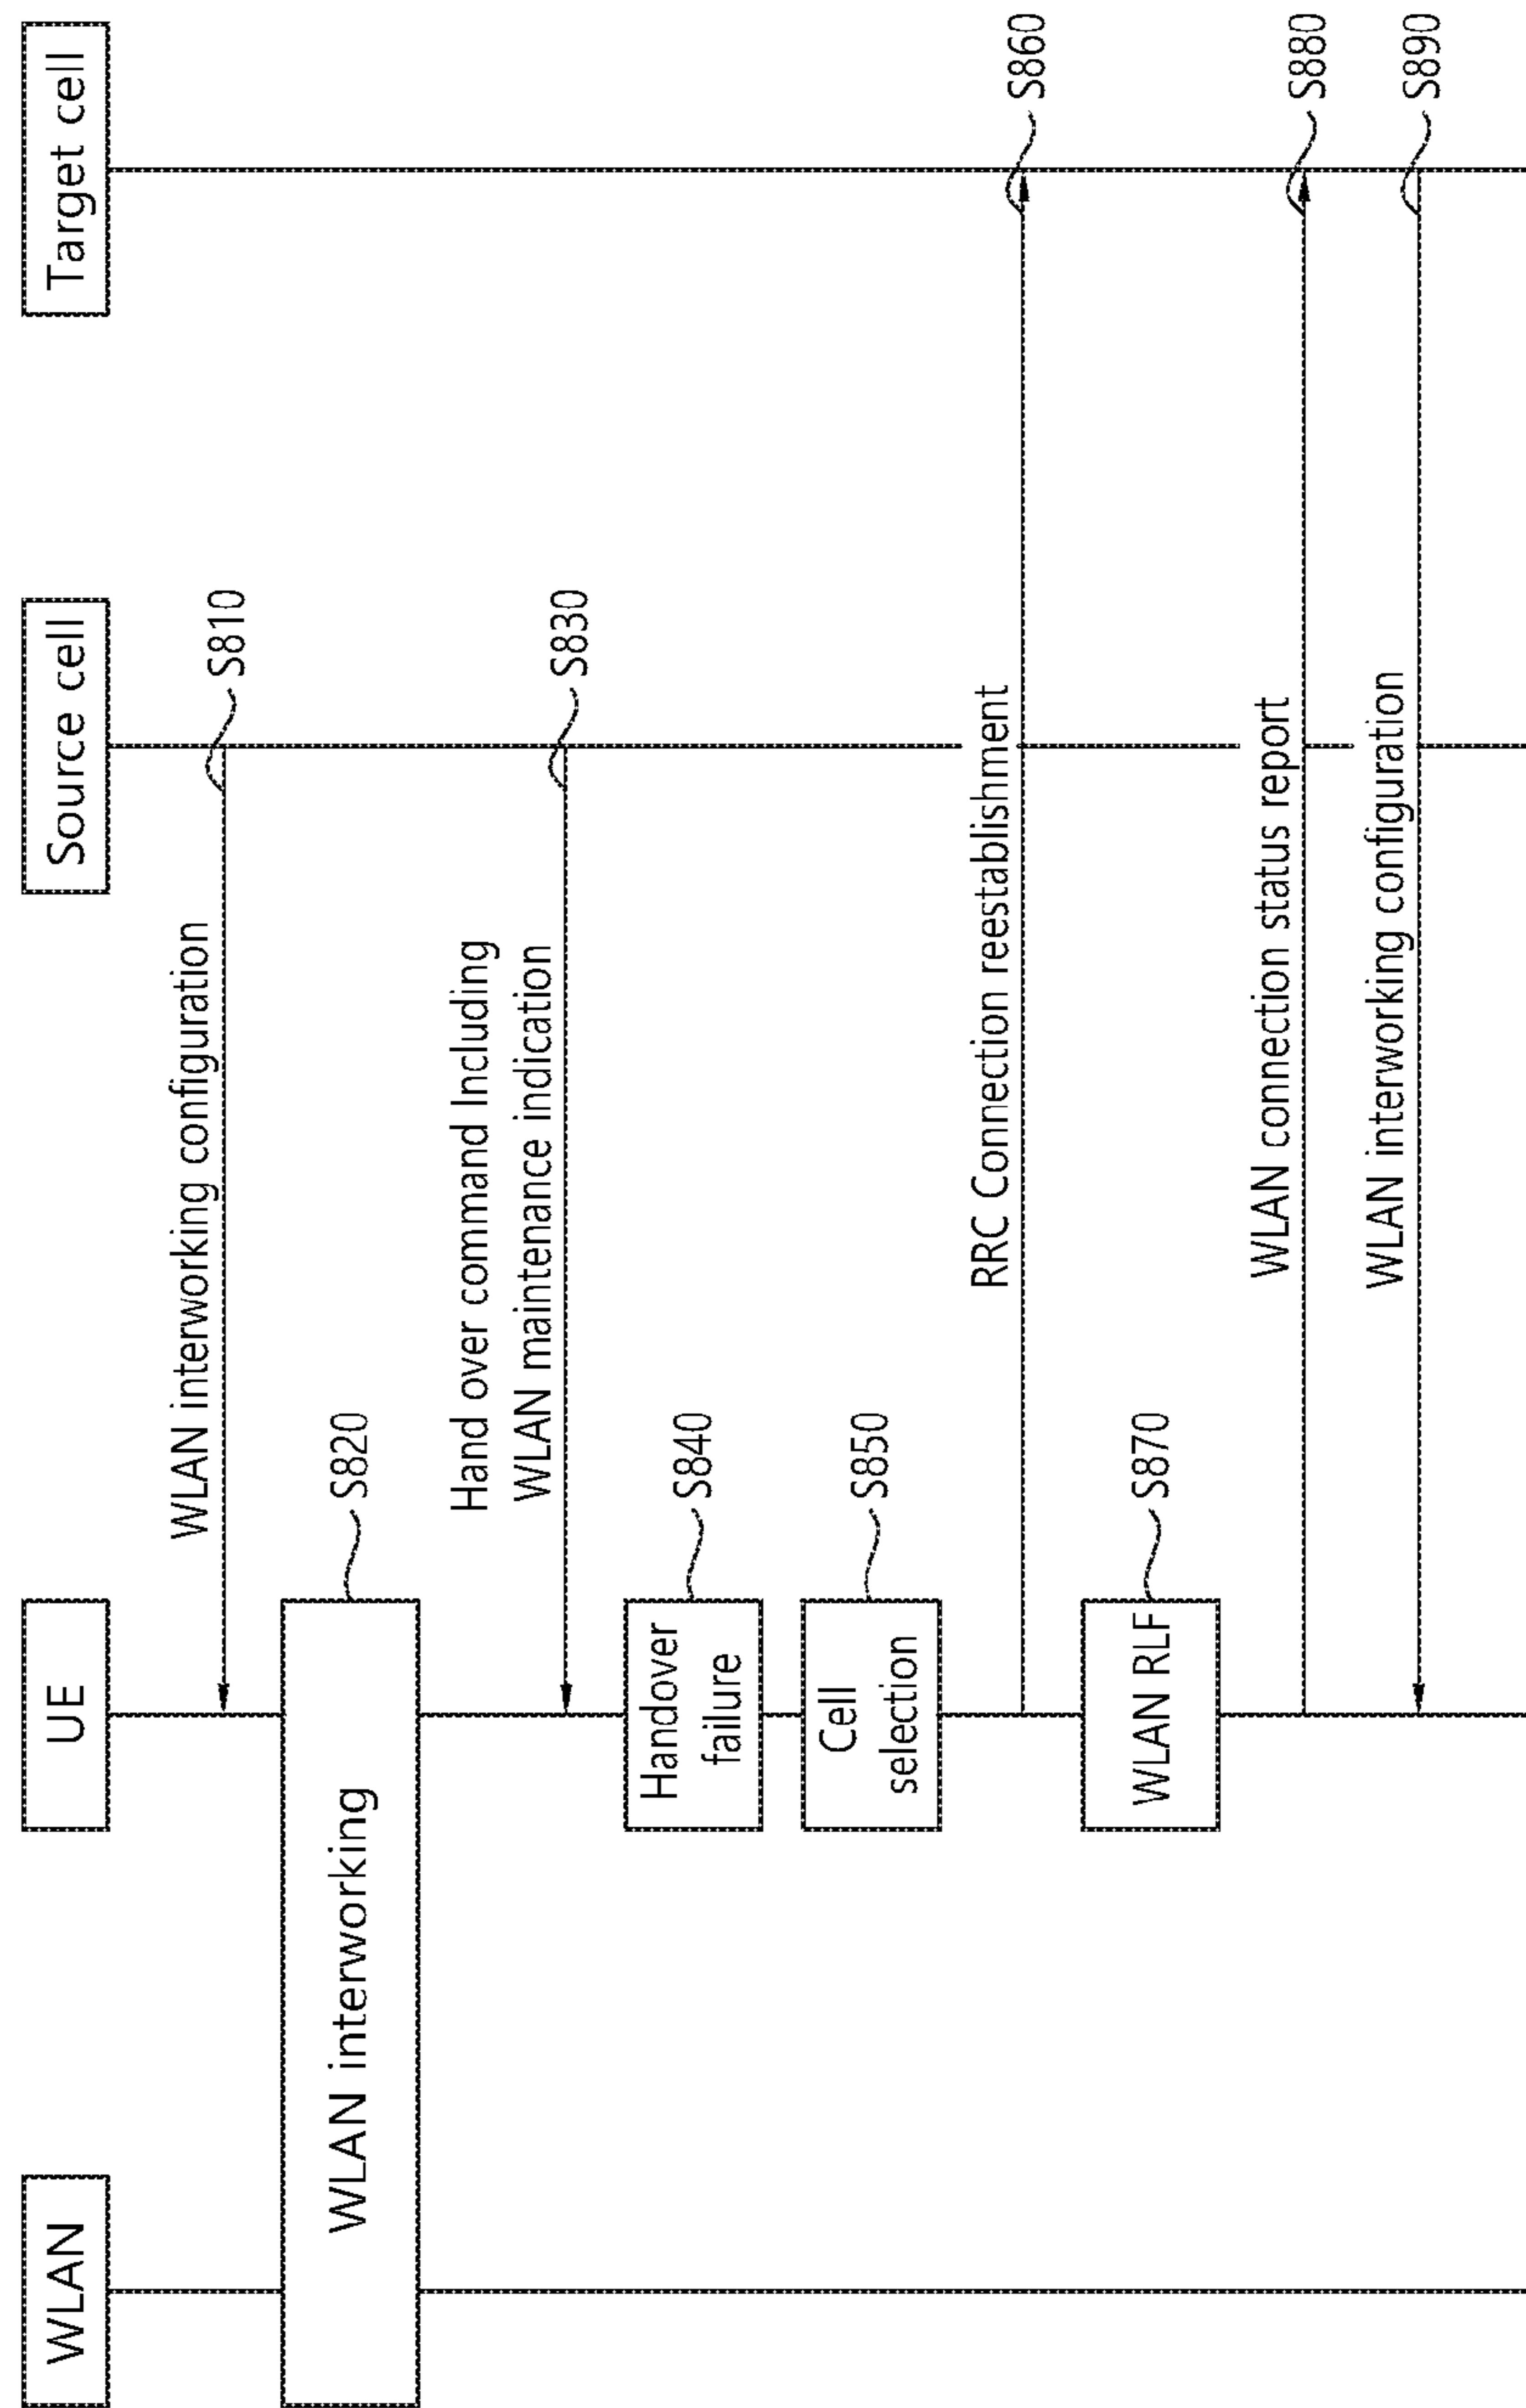 WLAN
UE
Source cell
Target cell
WLAN interworking configuration
S810
WLAN interworking
S820
Hand over command Including
WLAN maintenance indication
S830
Handover
failure
S840
Cell
selection
S850
RRC Connection reestablishment
S860
WLAN RLF
S870
WLAN connection status report
S880
WLAN interworking configuration
S890